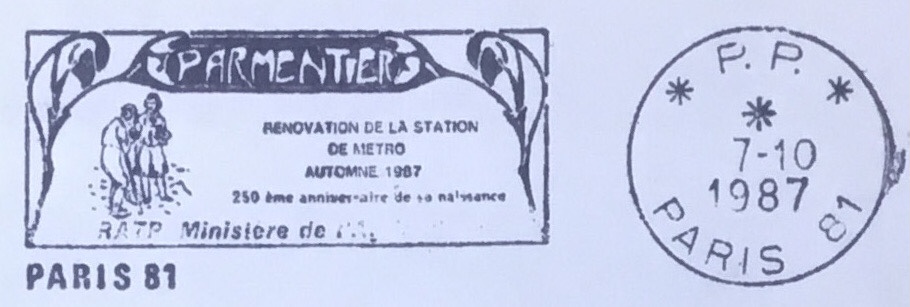 PARMENTIER
RENOVATION DE LA STATION
DE METRO
AUTOMNE 1987
250 ème anniversaire de sa naissance
RATP Ministère de
PARIS 81
P.P.
7-10
1987
PARIS 81